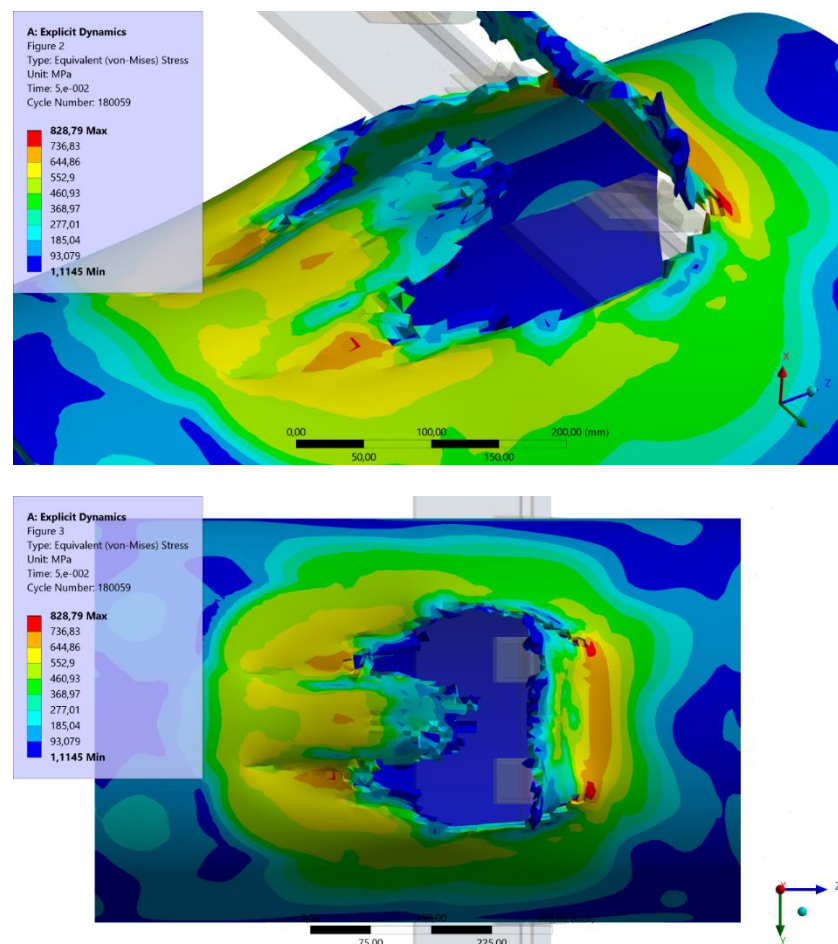 A: Explicit Dynamics
Figure 2
Type: Equivalent (von-Mises) Stress
Unit: MPa
Time: 5,e-002
Cycle Number: 180059
828,79 Max
736,83
644,86
552,9
460,93
368,97
277,01
185,04
93,079
1,1145 Min
X
Z
0,00 100,00 200,00 (mm)
50,00 150,00
A: Explicit Dynamics
Figure 3
Type: Equivalent (von-Mises) Stress
Unit: MPa
Time: 5,e-002
Cycle Number: 180059
828,79 Max
736,83
644,86
552,9
460,93
368,97
277,01
185,04
93,079
1,1145 Min
X
Z
Y
75,00 225,00